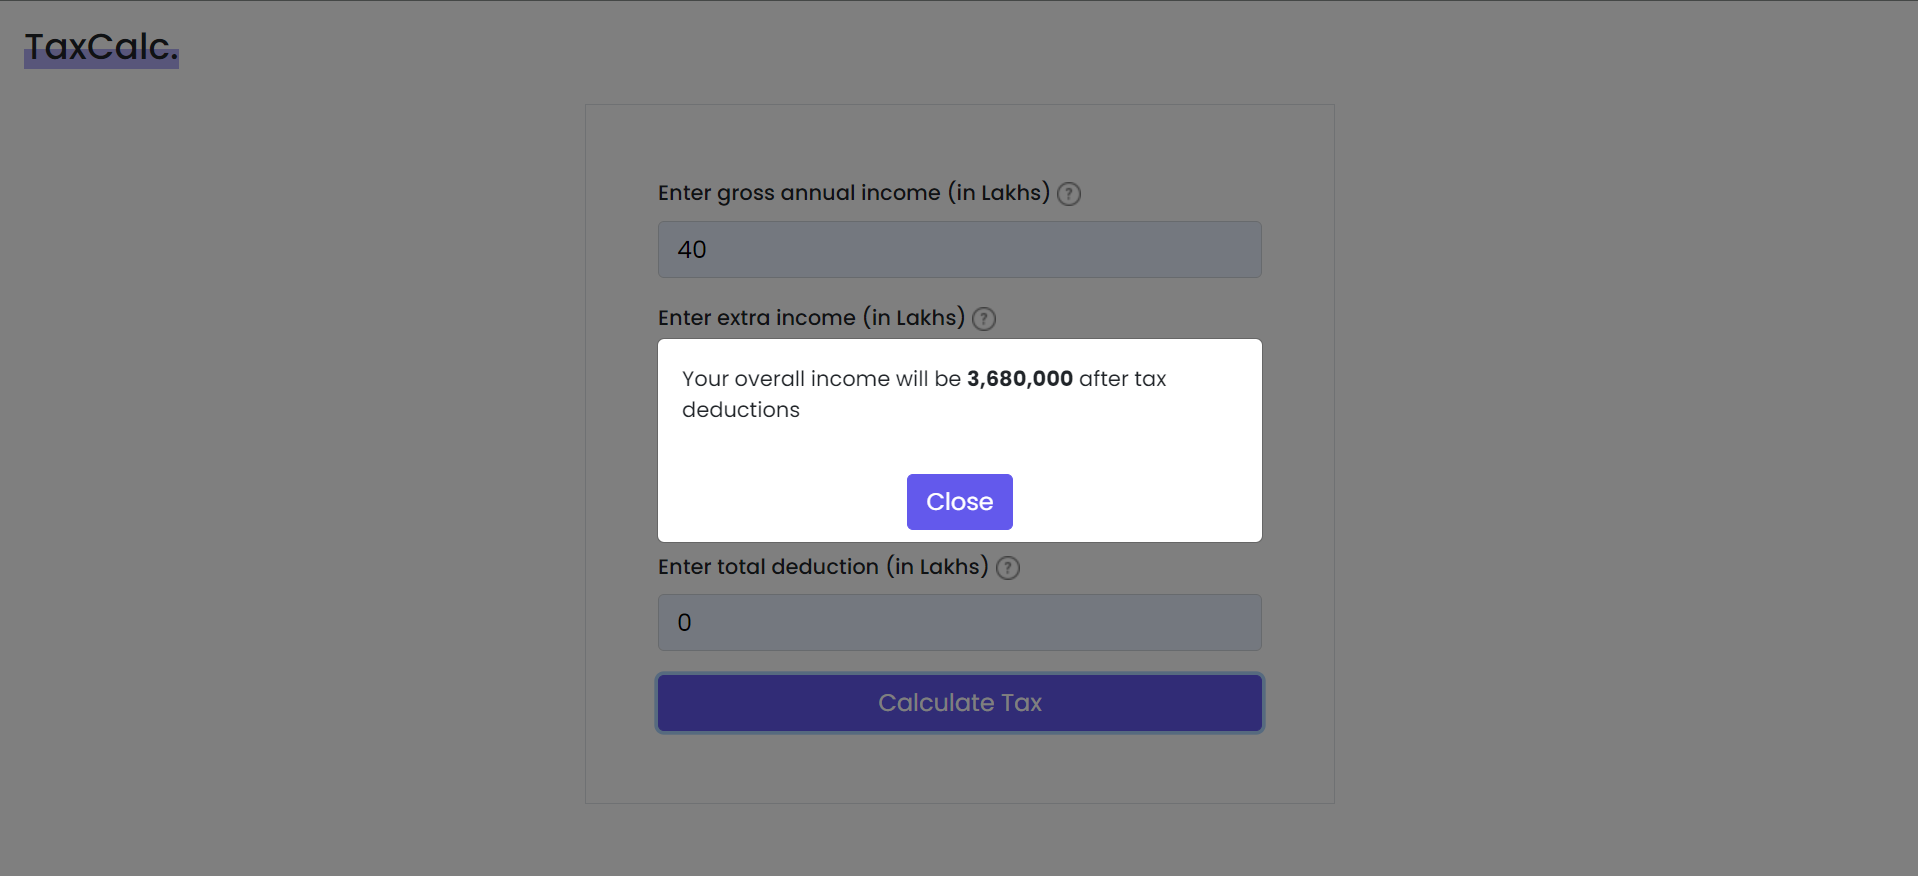 TaxCalc.
Enter gross annual income (in Lakhs) ?
40
Enter extra income (in Lakhs) ?
Your overall income will be 3,680,000 after tax
deductions
Close
Enter total deduction (in Lakhs) ?
0
Calculate Tax